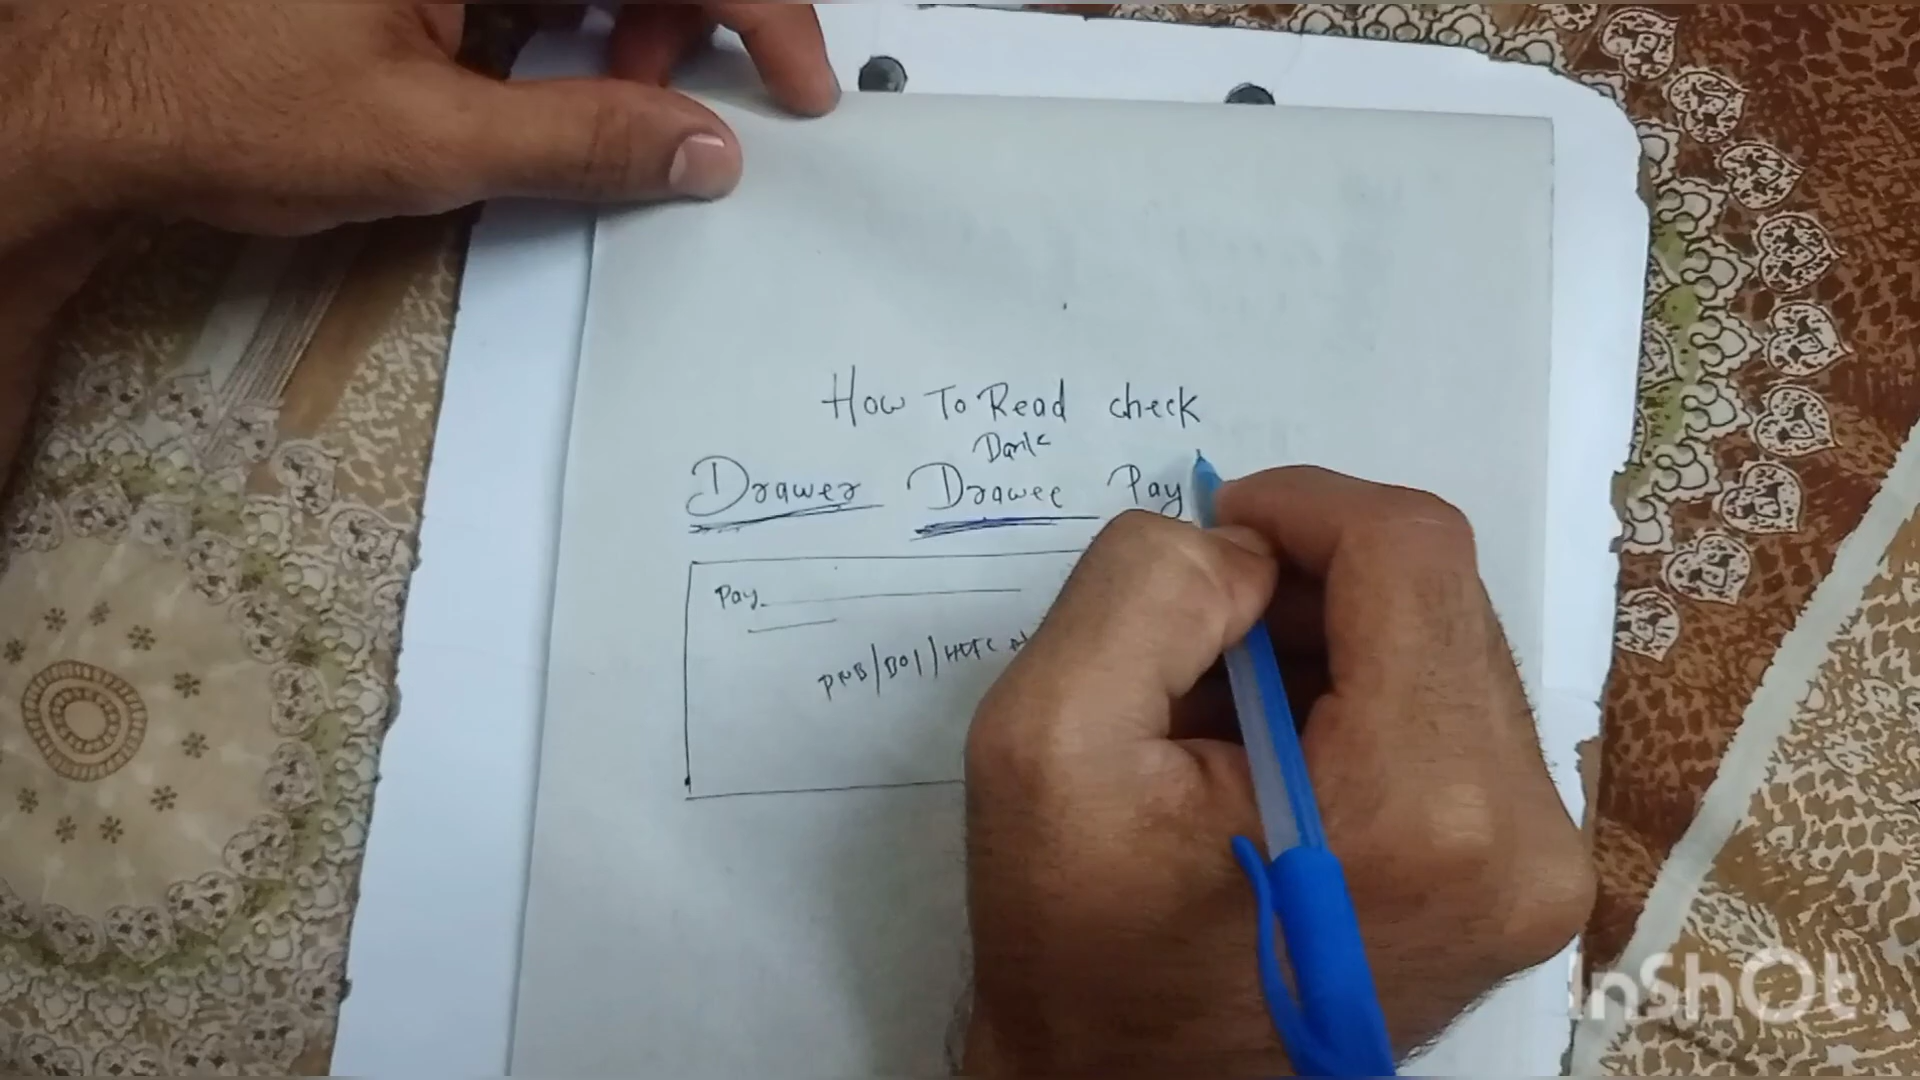 How To Read check
Bank
Drawer Drawee Pay
Pay
PNB/BOI/HDFC
InShOt